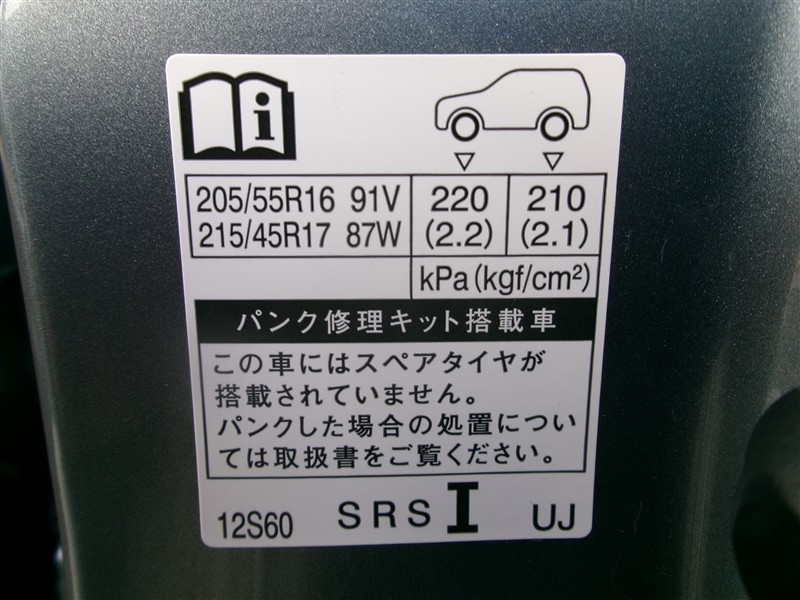 205/55R16 91V 220 210
215/45R17 87W (2.2) (2.1)
kPa(kgf/cm²)
パンク修理キット搭載車
この車にはスペアタイヤが
搭載されていません。
パンクした場合の処置につい
ては取扱書をご覧ください。
12S60 SRS I UJ